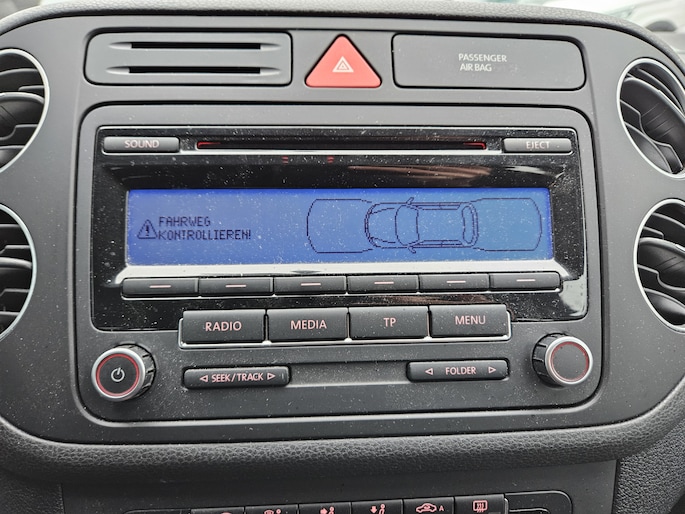 PASSENGER
AIR BAG
SOUND
EJECT
FAHRWEG
KONTROLLIEREN!
RADIO
MEDIA
TP
MENU
SEEK / TRACK
FOLDER
A